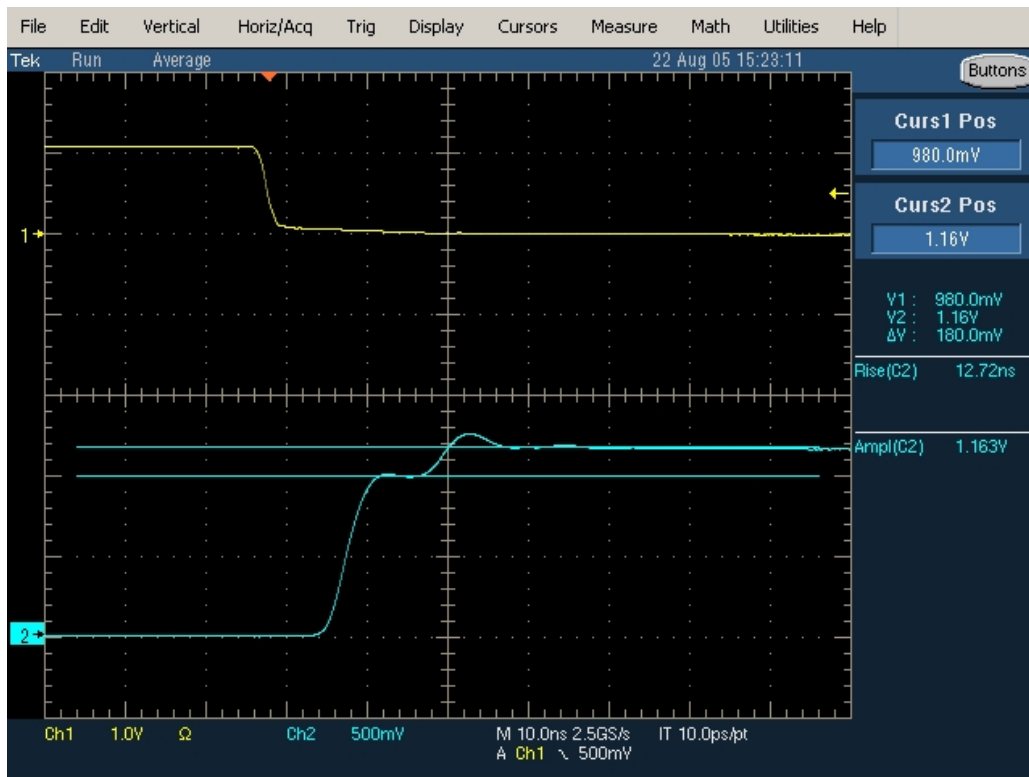 File Edit Vertical Horiz/Acq Trig Display Cursors Measure Math Utilities Help
Tek Run Average 22 Aug 05 15:23:11
Buttons
Curs1 Pos
980.0mV
Curs2 Pos
1.16V
1
V1 : 980.0mV
V2 : 1.16V
ΔV : 180.0mV
Rise(C2) 12.72ns
Ampl(C2) 1.163V
2
Ch1 1.0V Ω Ch2 500mV M 10.0ns 2.5GS/s IT 10.0ps/pt
A Ch1 \ 500mV